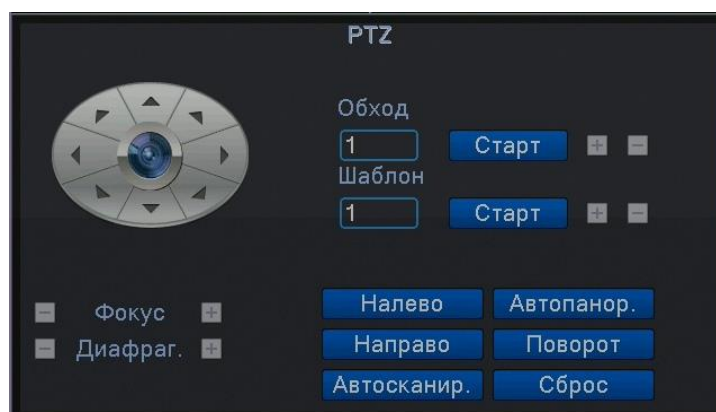 PTZ
Обход
1 Старт + -
Шаблон
1 Старт + -
- Фокус +
- Диафраг. +
Налево Автопанор.
Направо Поворот
Автосканир. Сброс